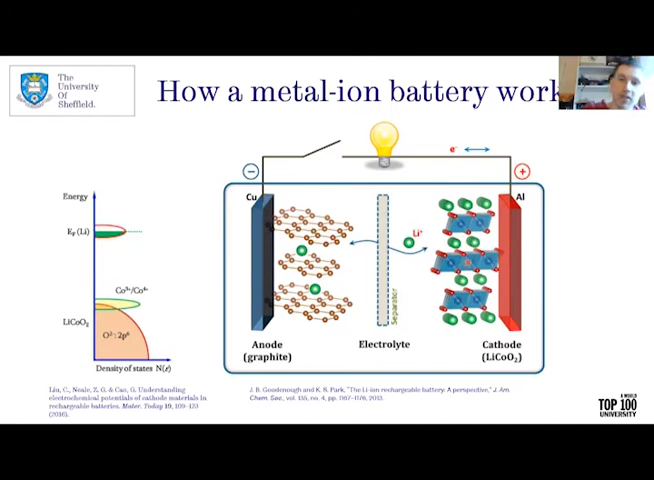 The
University
Of
Sheffield.
How a metal-ion battery work
e⁻
−
+
Cu
Al
Energy
E_F (Li)
Co³⁺/Co⁴⁺
LiCoO₂
O²⁻:2p⁶
Density of states N(ε)
Li⁺
Separator
Anode
(graphite)
Electrolyte
Cathode
(LiCoO₂)
Liu, C., Neale, Z. G. & Cao, G. Understanding
electrochemical potentials of cathode materials in
rechargeable batteries. Mater. Today 19, 109–123
(2016).
J. B. Goodenough and K. S. Park, "The Li-ion rechargeable battery: A perspective," J. Am.
Chem. Soc., vol. 135, no. 4, pp. 1167–1176, 2013.
A WORLD
TOP 100
UNIVERSITY